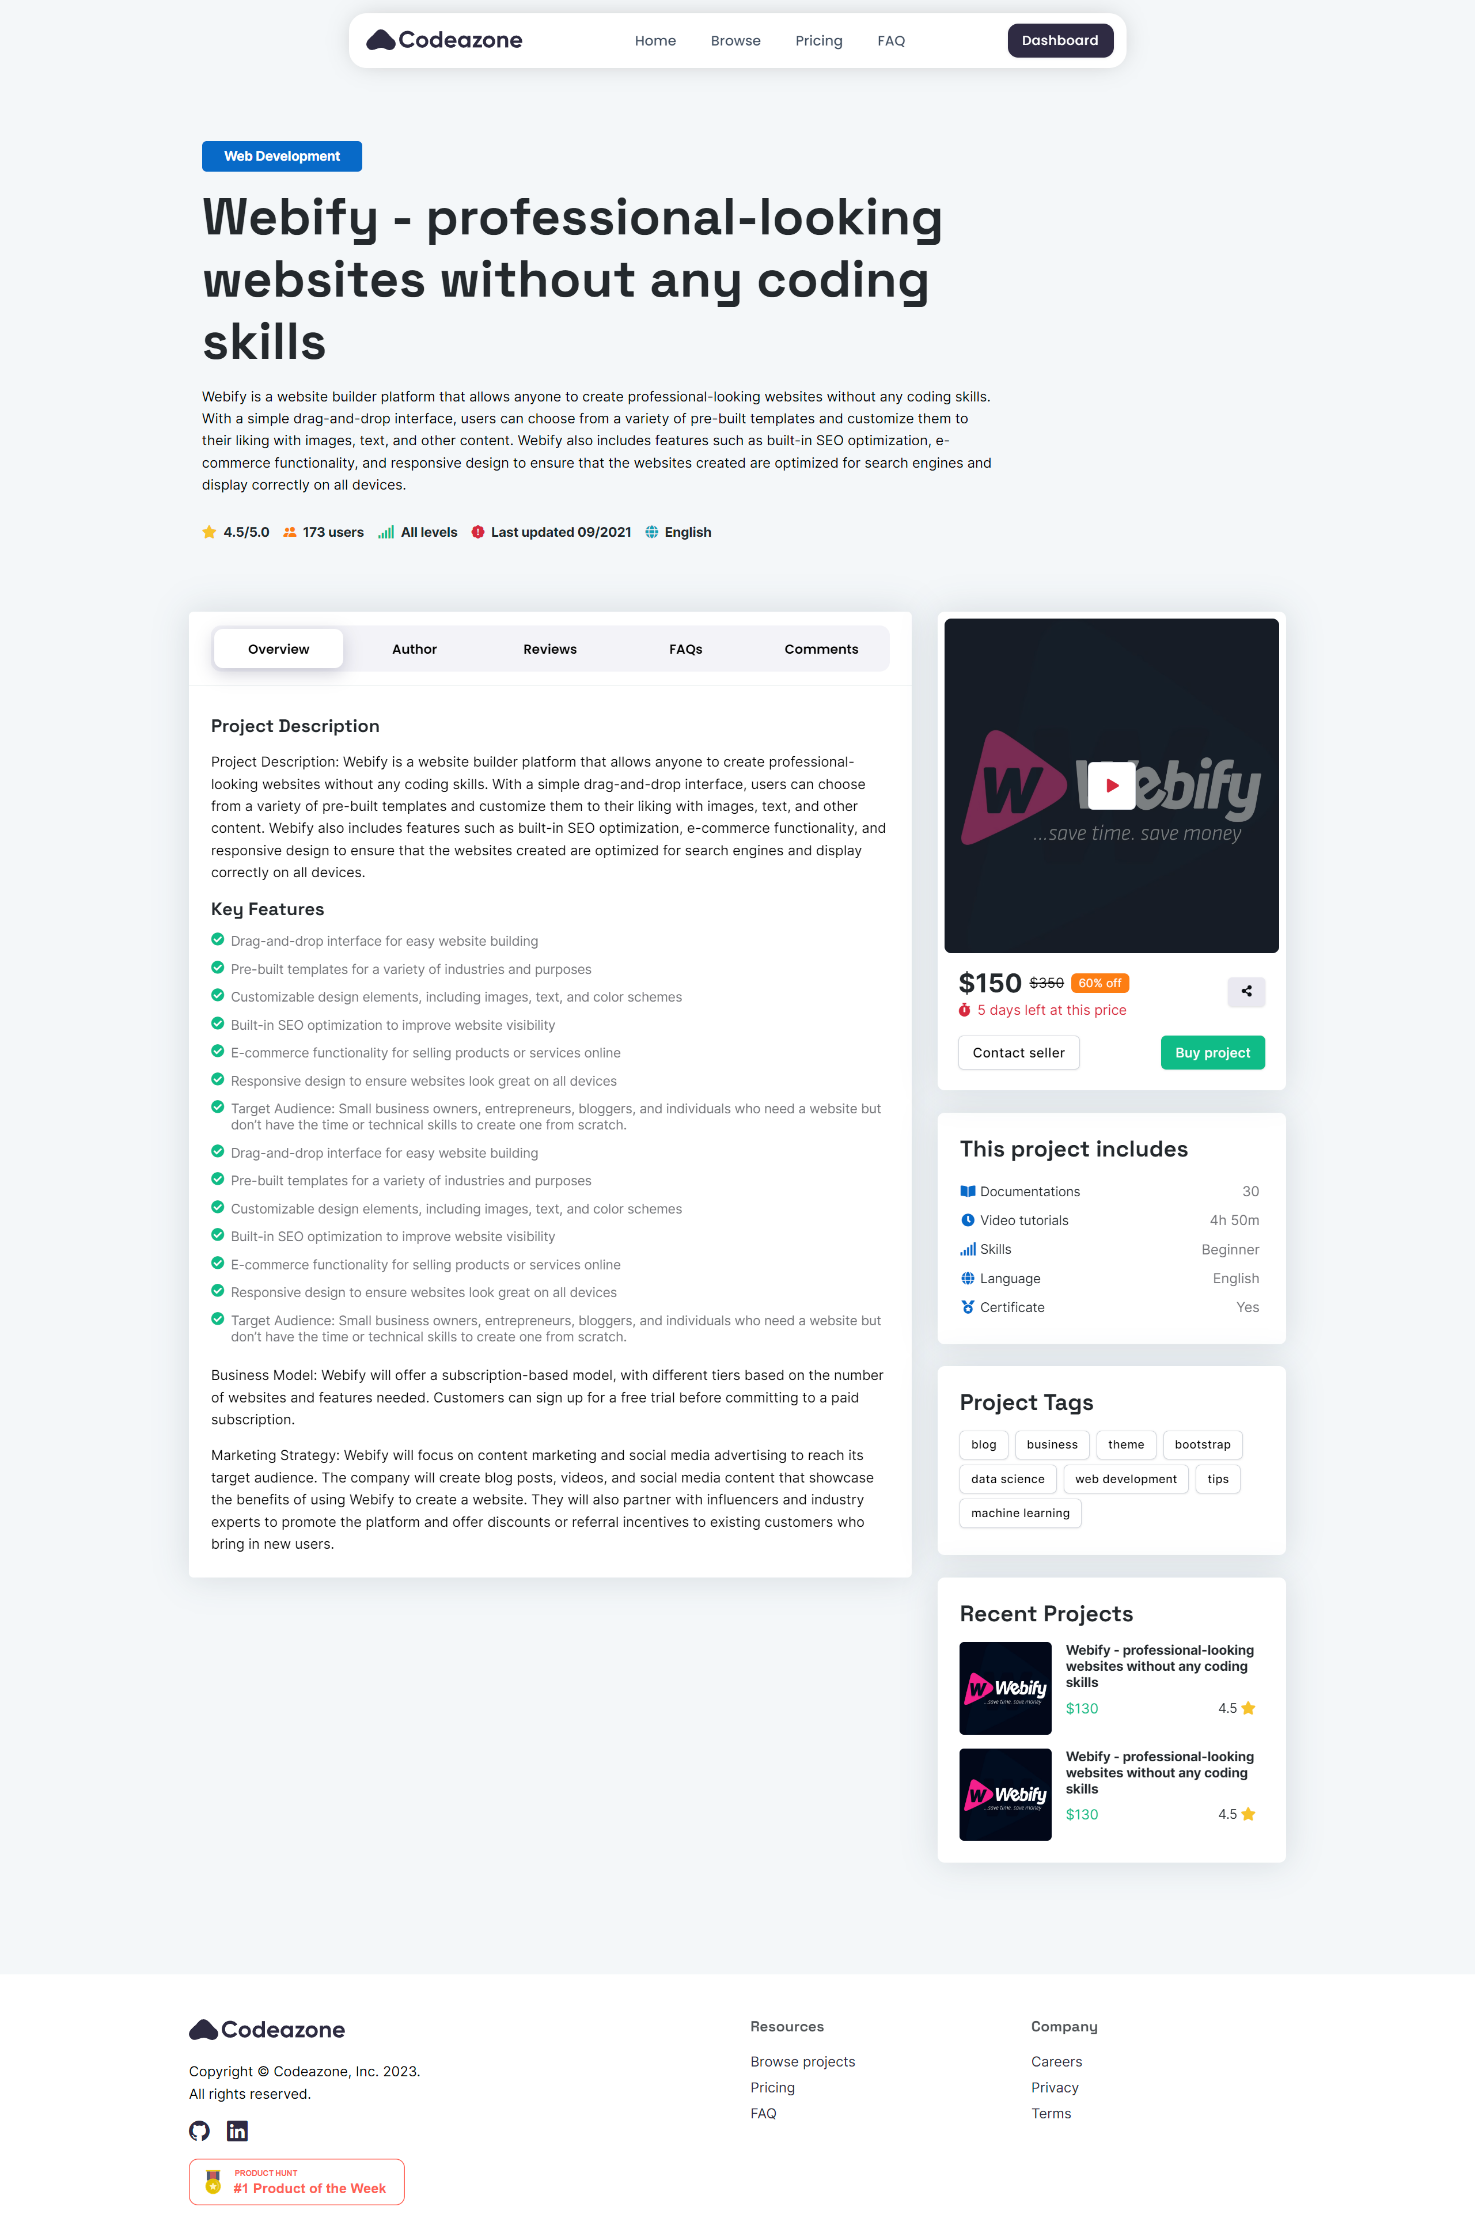 Codeazone
Home
Browse
Pricing
FAQ
Dashboard
Web Development
Webify - professional-looking
websites without any coding
skills
Webify is a website builder platform that allows anyone to create professional-looking websites without any coding skills.
With a simple drag-and-drop interface, users can choose from a variety of pre-built templates and customize them to
their liking with images, text, and other content. Webify also includes features such as built-in SEO optimization, e-
commerce functionality, and responsive design to ensure that the websites created are optimized for search engines and
display correctly on all devices.
4.5/5.0
173 users
All levels
Last updated 09/2021
English
Overview
Author
Reviews
FAQs
Comments
Project Description
Project Description: Webify is a website builder platform that allows anyone to create professional-
looking websites without any coding skills. With a simple drag-and-drop interface, users can choose
from a variety of pre-built templates and customize them to their liking with images, text, and other
content. Webify also includes features such as built-in SEO optimization, e-commerce functionality, and
responsive design to ensure that the websites created are optimized for search engines and display
correctly on all devices.
Key Features
Drag-and-drop interface for easy website building
Pre-built templates for a variety of industries and purposes
Customizable design elements, including images, text, and color schemes
Built-in SEO optimization to improve website visibility
E-commerce functionality for selling products or services online
Responsive design to ensure websites look great on all devices
Target Audience: Small business owners, entrepreneurs, bloggers, and individuals who need a website but
don't have the time or technical skills to create one from scratch.
Drag-and-drop interface for easy website building
Pre-built templates for a variety of industries and purposes
Customizable design elements, including images, text, and color schemes
Built-in SEO optimization to improve website visibility
E-commerce functionality for selling products or services online
Responsive design to ensure websites look great on all devices
Target Audience: Small business owners, entrepreneurs, bloggers, and individuals who need a website but
don't have the time or technical skills to create one from scratch.
Business Model: Webify will offer a subscription-based model, with different tiers based on the number
of websites and features needed. Customers can sign up for a free trial before committing to a paid
subscription.
Marketing Strategy: Webify will focus on content marketing and social media advertising to reach its
target audience. The company will create blog posts, videos, and social media content that showcase
the benefits of using Webify to create a website. They will also partner with influencers and industry
experts to promote the platform and offer discounts or referral incentives to existing customers who
bring in new users.
W Webify
...save time. save money
$150 $350 60% off
5 days left at this price
Contact seller
Buy project
This project includes
Documentations 30
Video tutorials 4h 50m
Skills Beginner
Language English
Certificate Yes
Project Tags
blog
business
theme
bootstrap
data science
web development
tips
machine learning
Recent Projects
W Webify
...save time. save money
Webify - professional-looking
websites without any coding
skills
$130 4.5
W Webify
...save time. save money
Webify - professional-looking
websites without any coding
skills
$130 4.5
Codeazone
Copyright © Codeazone, Inc. 2023.
All rights reserved.
in
PRODUCT HUNT
#1 Product of the Week
Resources
Browse projects
Pricing
FAQ
Company
Careers
Privacy
Terms